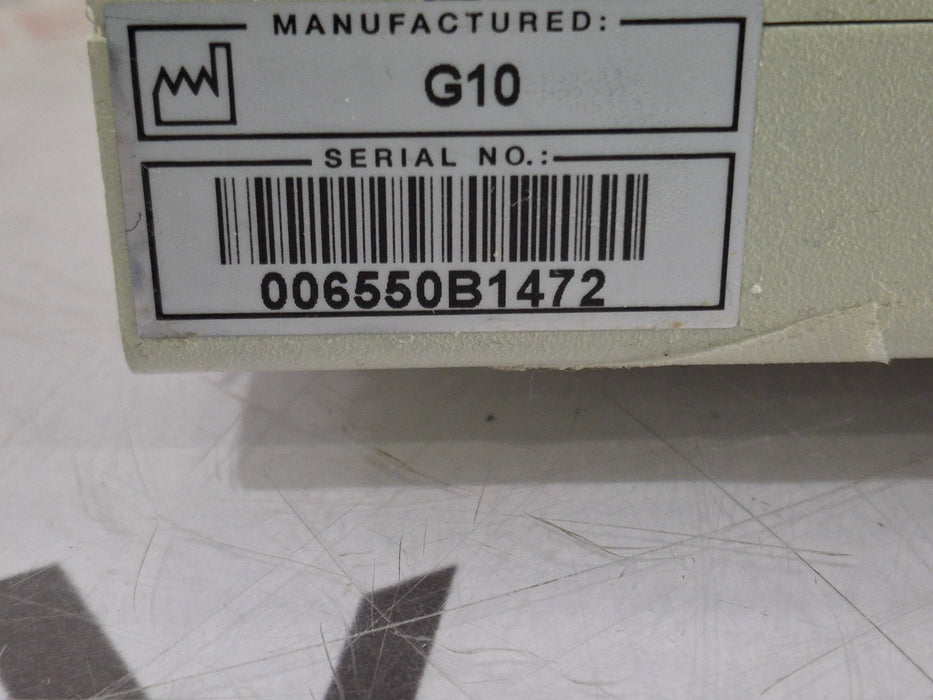 MANUFACTURED:
G10
SERIAL NO.:
006550B1472